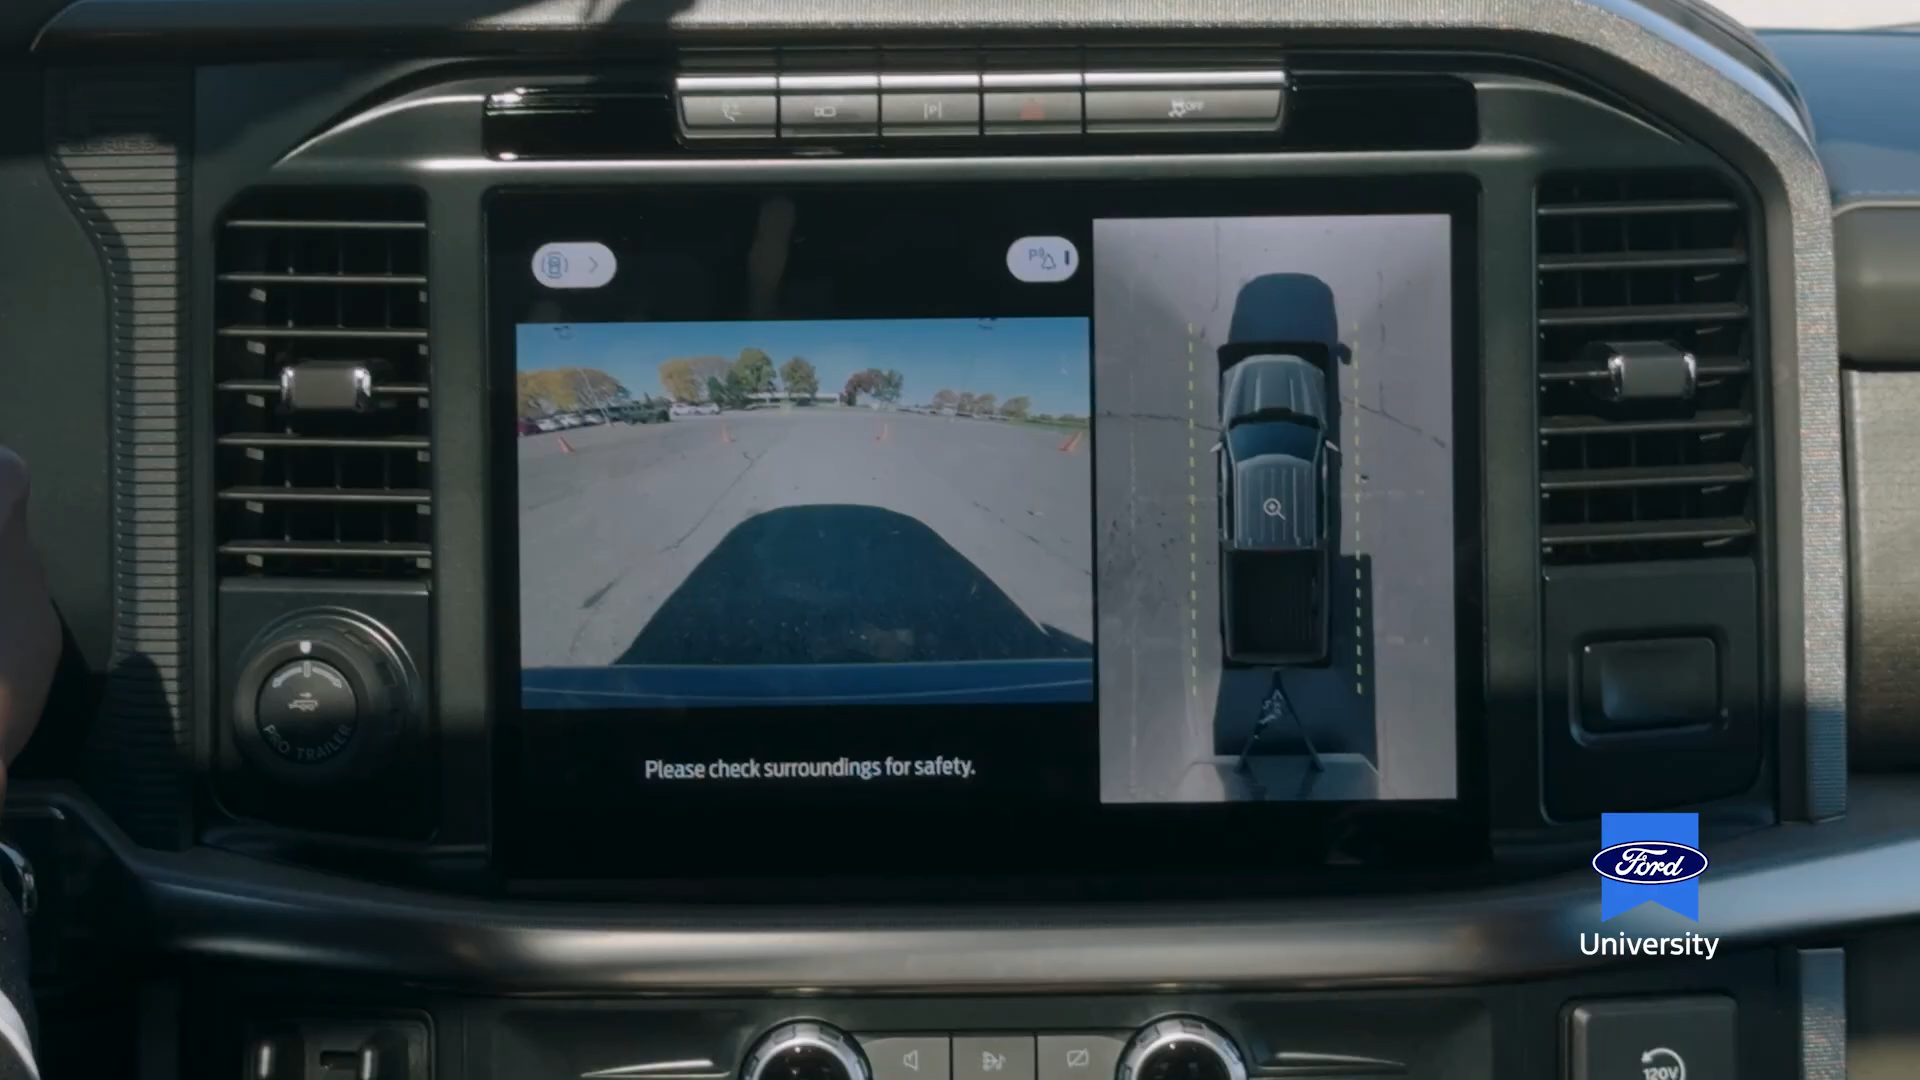 OFF
P
P
Please check surroundings for safety.
PRO TRAILER
Ford
University
120V